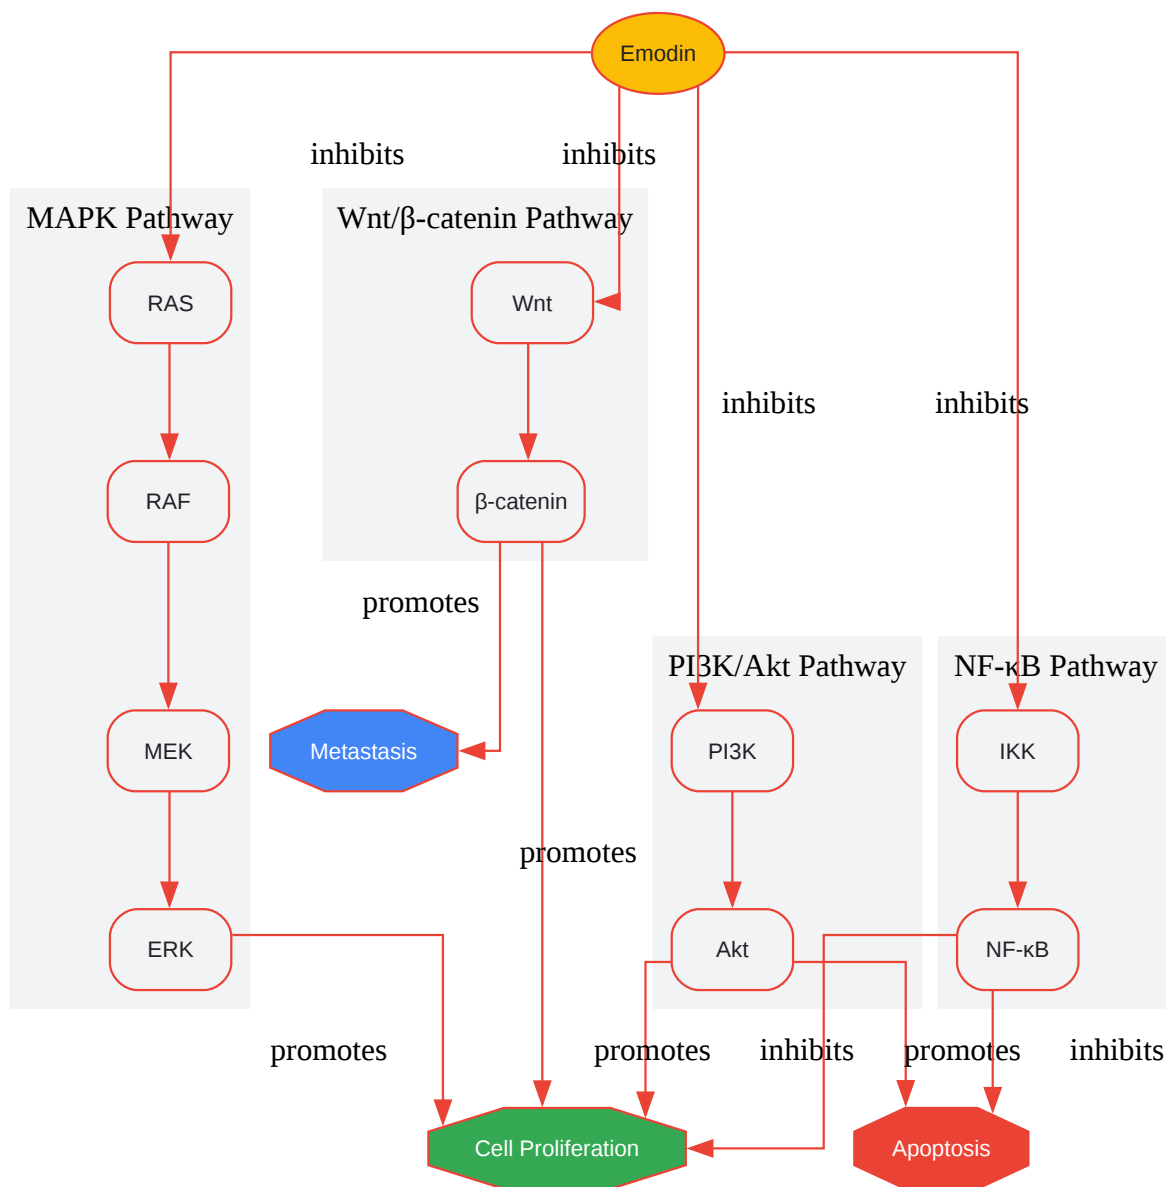 Emodin
inhibits
inhibits
MAPK Pathway
Wnt/β-catenin Pathway
RAS
Wnt
inhibits
inhibits
RAF
β-catenin
promotes
PI3K/Akt Pathway
NF-κB Pathway
MEK
Metastasis
PI3K
IKK
promotes
ERK
Akt
NF-κB
promotes
promotes
inhibits
promotes
inhibits
Cell Proliferation
Apoptosis